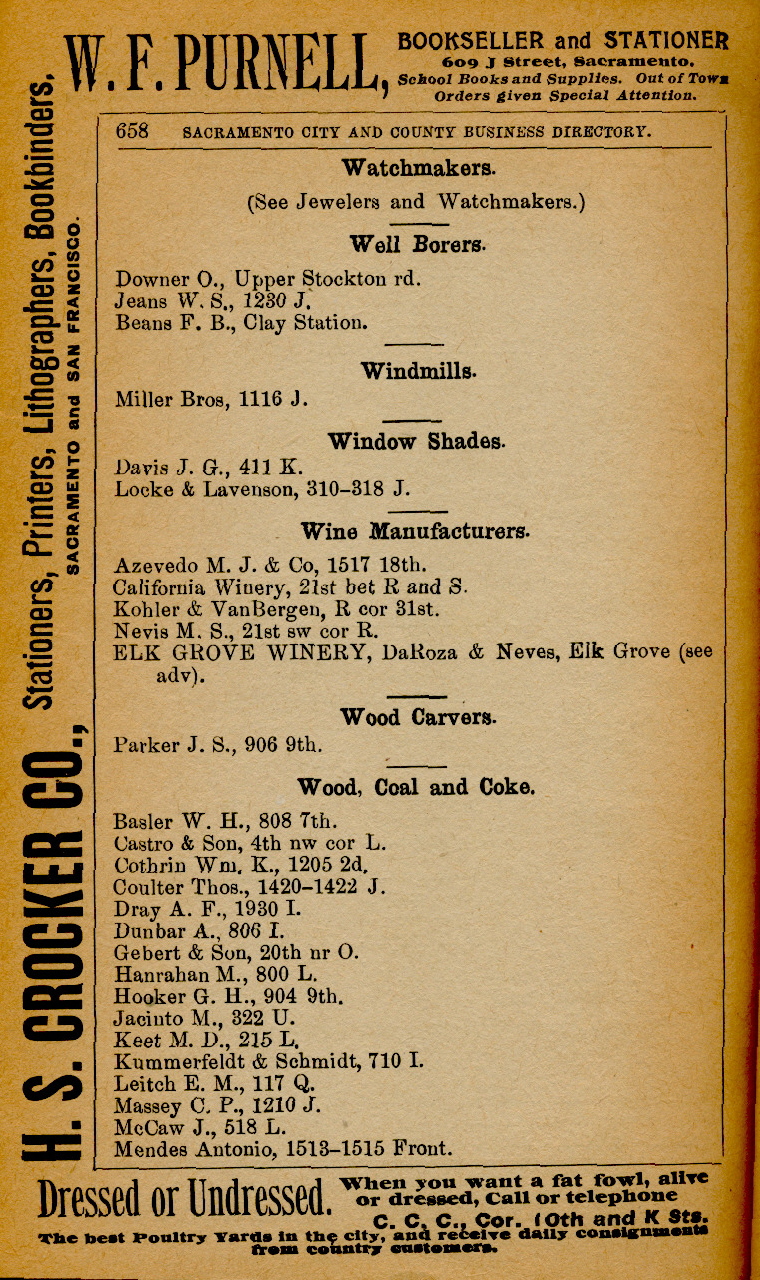 W. F. PURNELL, BOOKSELLER and STATIONER
609 J Street, Sacramento.
School Books and Supplies. Out of Town
Orders given Special Attention.
H. S. CROCKER CO., Stationers, Printers, Lithographers, Bookbinders,
SACRAMENTO and SAN FRANCISCO.
658 SACRAMENTO CITY AND COUNTY BUSINESS DIRECTORY.
Watchmakers.
(See Jewelers and Watchmakers.)
Well Borers.
Downer O., Upper Stockton rd.
Jeans W. S., 1230 J.
Beans F. B., Clay Station.
Windmills.
Miller Bros, 1116 J.
Window Shades.
Davis J. G., 411 K.
Locke & Lavenson, 310–318 J.
Wine Manufacturers.
Azevedo M. J. & Co, 1517 18th.
California Winery, 21st bet R and S.
Kohler & VanBergen, R cor 31st.
Nevis M. S., 21st sw cor R.
ELK GROVE WINERY, DaRoza & Neves, Elk Grove (see
adv).
Wood Carvers.
Parker J. S., 906 9th.
Wood, Coal and Coke.
Basler W. H., 808 7th.
Castro & Son, 4th nw cor L.
Cothrin Wm. K., 1205 2d.
Coulter Thos., 1420–1422 J.
Dray A. F., 1930 I.
Dunbar A., 806 I.
Gebert & Son, 20th nr O.
Hanrahan M., 800 L.
Hooker G. H., 904 9th.
Jacinto M., 322 U.
Keet M. D., 215 L.
Kummerfeldt & Schmidt, 710 I.
Leitch E. M., 117 Q.
Massey C. P., 1210 J.
McCaw J., 518 L.
Mendes Antonio, 1513–1515 Front.
Dressed or Undressed. When you want a fat fowl, alive
or dressed, Call or telephone
C. C. C., Cor. 10th and K Sts.
The best Poultry Yards in the city, and receive daily consignments
from country customers.